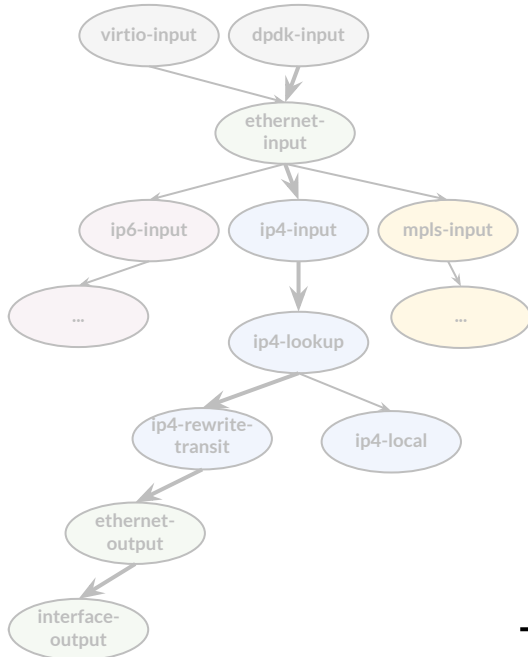 virtio-input
dpdk-input
ethernet-
input
ip6-input
ip4-input
mpls-input
...
...
ip4-lookup
ip4-rewrite-
transit
ip4-local
ethernet-
output
interface-
output